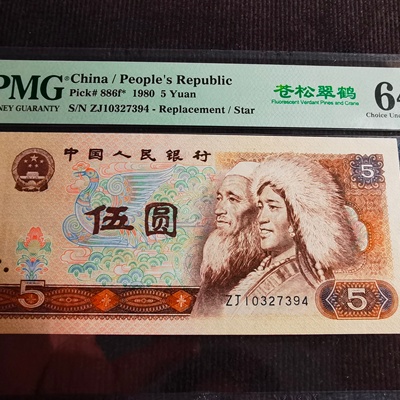 PMG China / People's Republic
Pick# 886f* 1980 5 Yuan
NEY GUARANTY
S/N ZJ10327394 - Replacement / Star
苍松翠鹤
Fluorescent Verdant Pines and Crane
64
Choice Unc
中国人民银行
5
伍圆
ZJ10327394
5
5